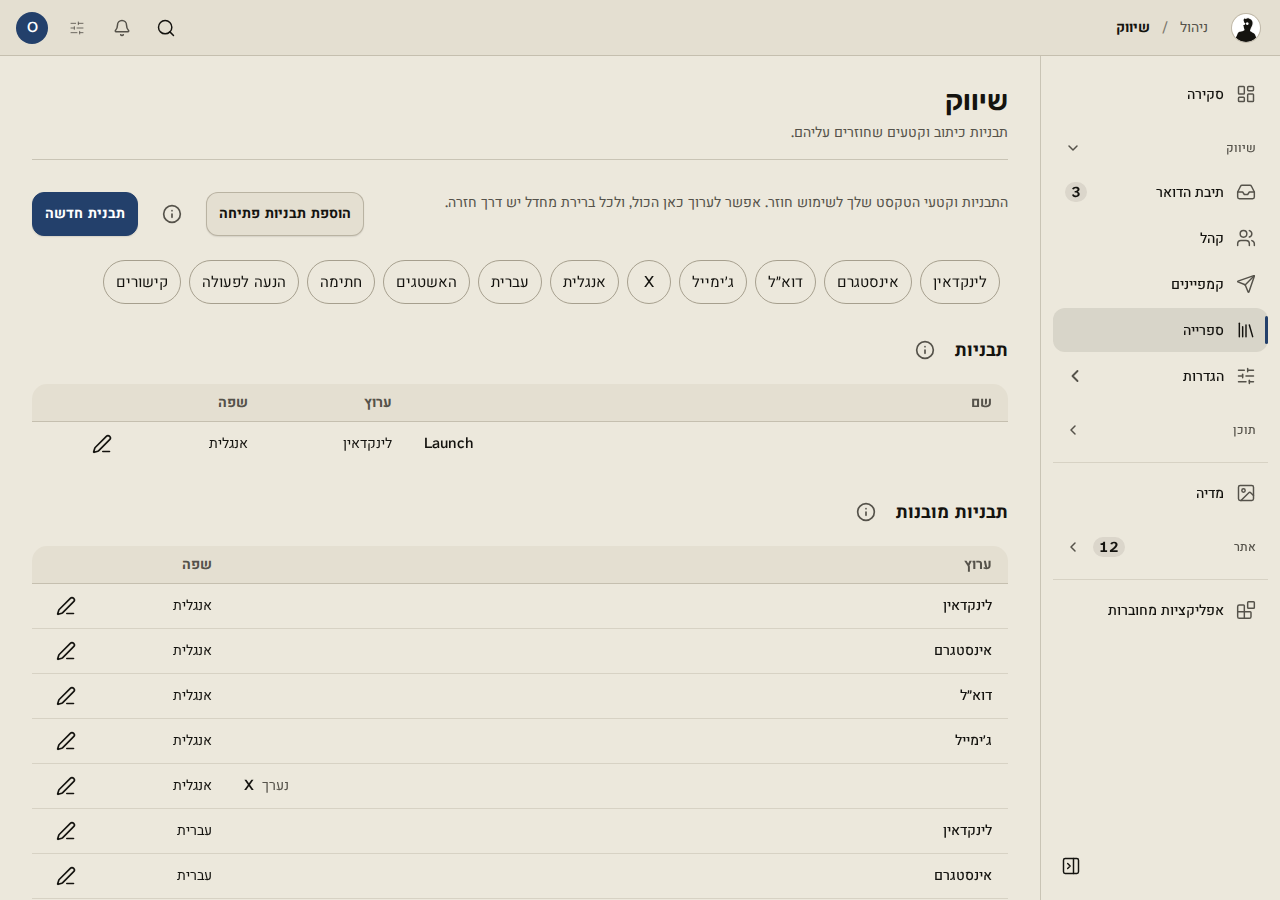 ניהול / שיווק
O
סקירה
שיווק
תיבת הדואר 3
קהל
קמפיינים
ספרייה
הגדרות
תוכן
מדיה
אתר 12
אפליקציות מחוברות
שיווק
תבניות כיתוב וקטעים שחוזרים עליהם.
התבניות וקטעי הטקסט שלך לשימוש חוזר. אפשר לערוך כאן הכול, ולכל ברירת מחדל יש דרך חזרה.
הוספת תבניות פתיחה
תבנית חדשה
לינקדאין אינסטגרם דוא״ל ג׳ימייל X אנגלית עברית האשטגים חתימה הנעה לפעולה קישורים
תבניות
שם ערוץ שפה
Launch לינקדאין אנגלית
תבניות מובנות
ערוץ שפה
לינקדאין אנגלית
אינסטגרם אנגלית
דוא״ל אנגלית
ג׳ימייל אנגלית
X נערך אנגלית
לינקדאין עברית
אינסטגרם עברית